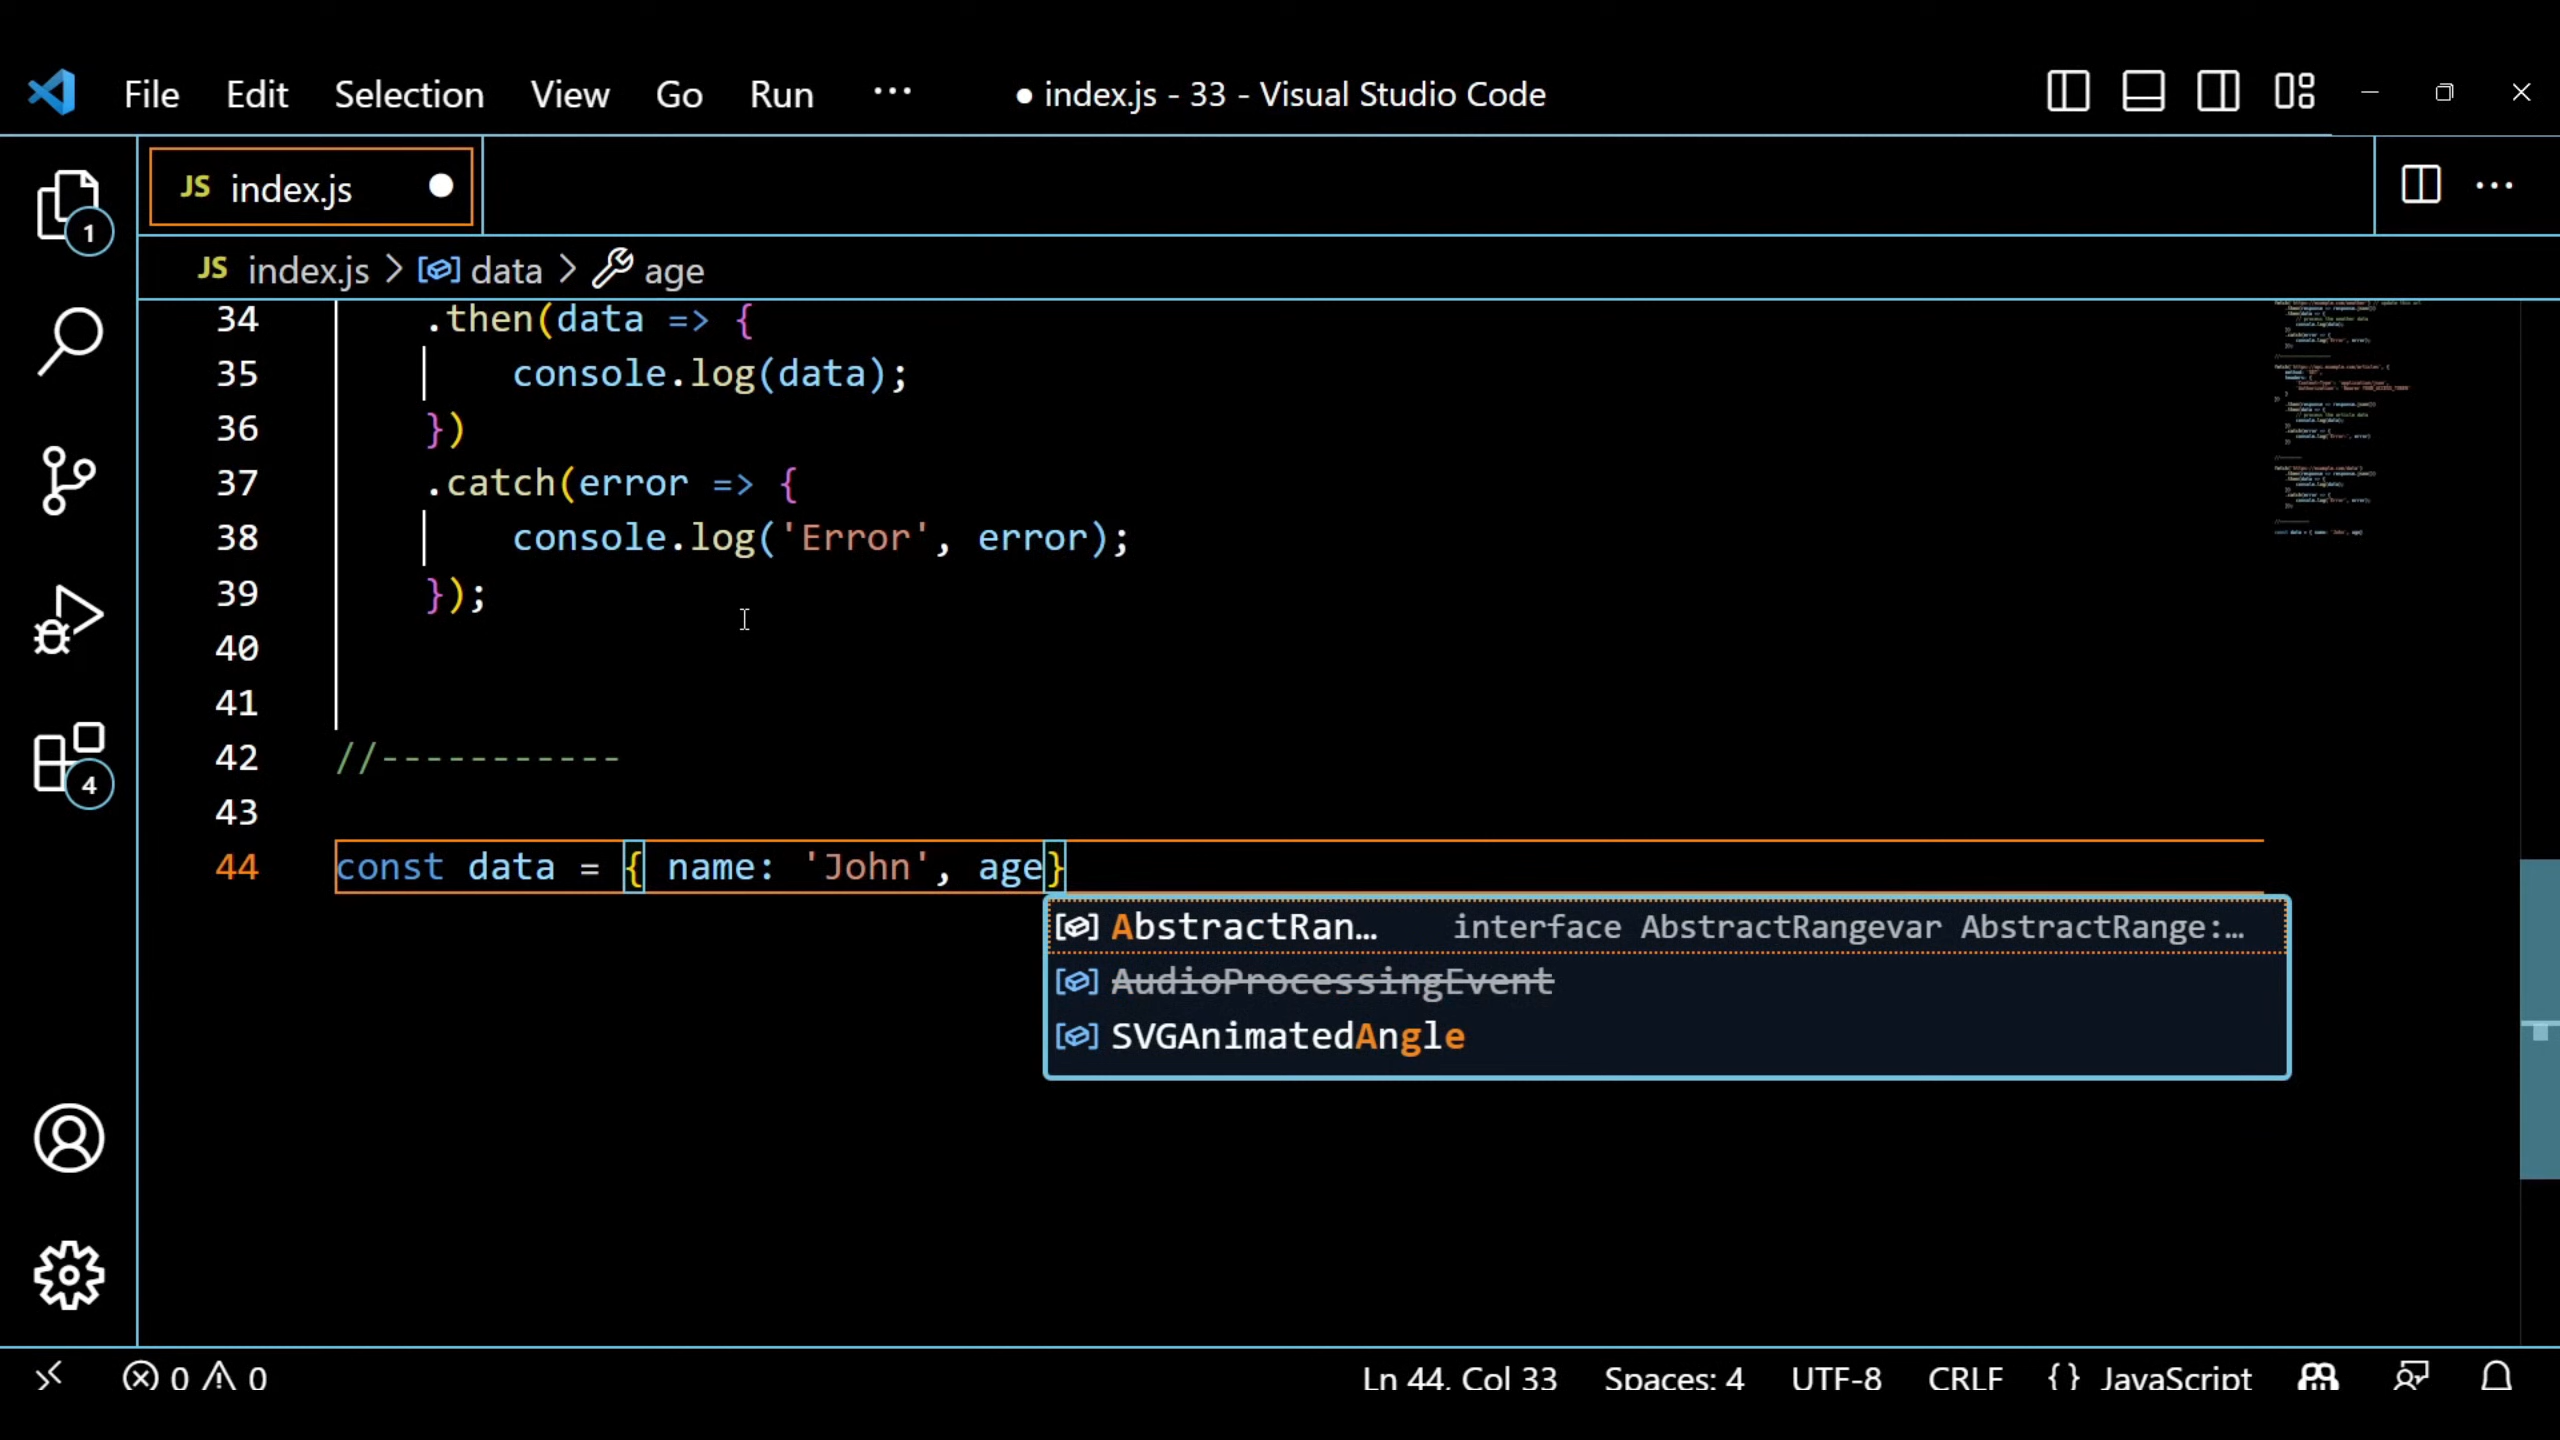 File Edit Selection View Go Run ··· ● index.js - 33 - Visual Studio Code
JS index.js ●
JS index.js > data > age
1
4
34 .then(data => {
35 console.log(data);
36 })
37 .catch(error => {
38 console.log('Error', error);
39 });
40
41
42 //-----------
43
44 const data = { name: 'John', age}
AbstractRan… interface AbstractRangevar AbstractRange:…
AudioProcessingEvent
SVGAnimatedAngle
0 0 Ln 44, Col 33 Spaces: 4 UTF-8 CRLF {} JavaScript